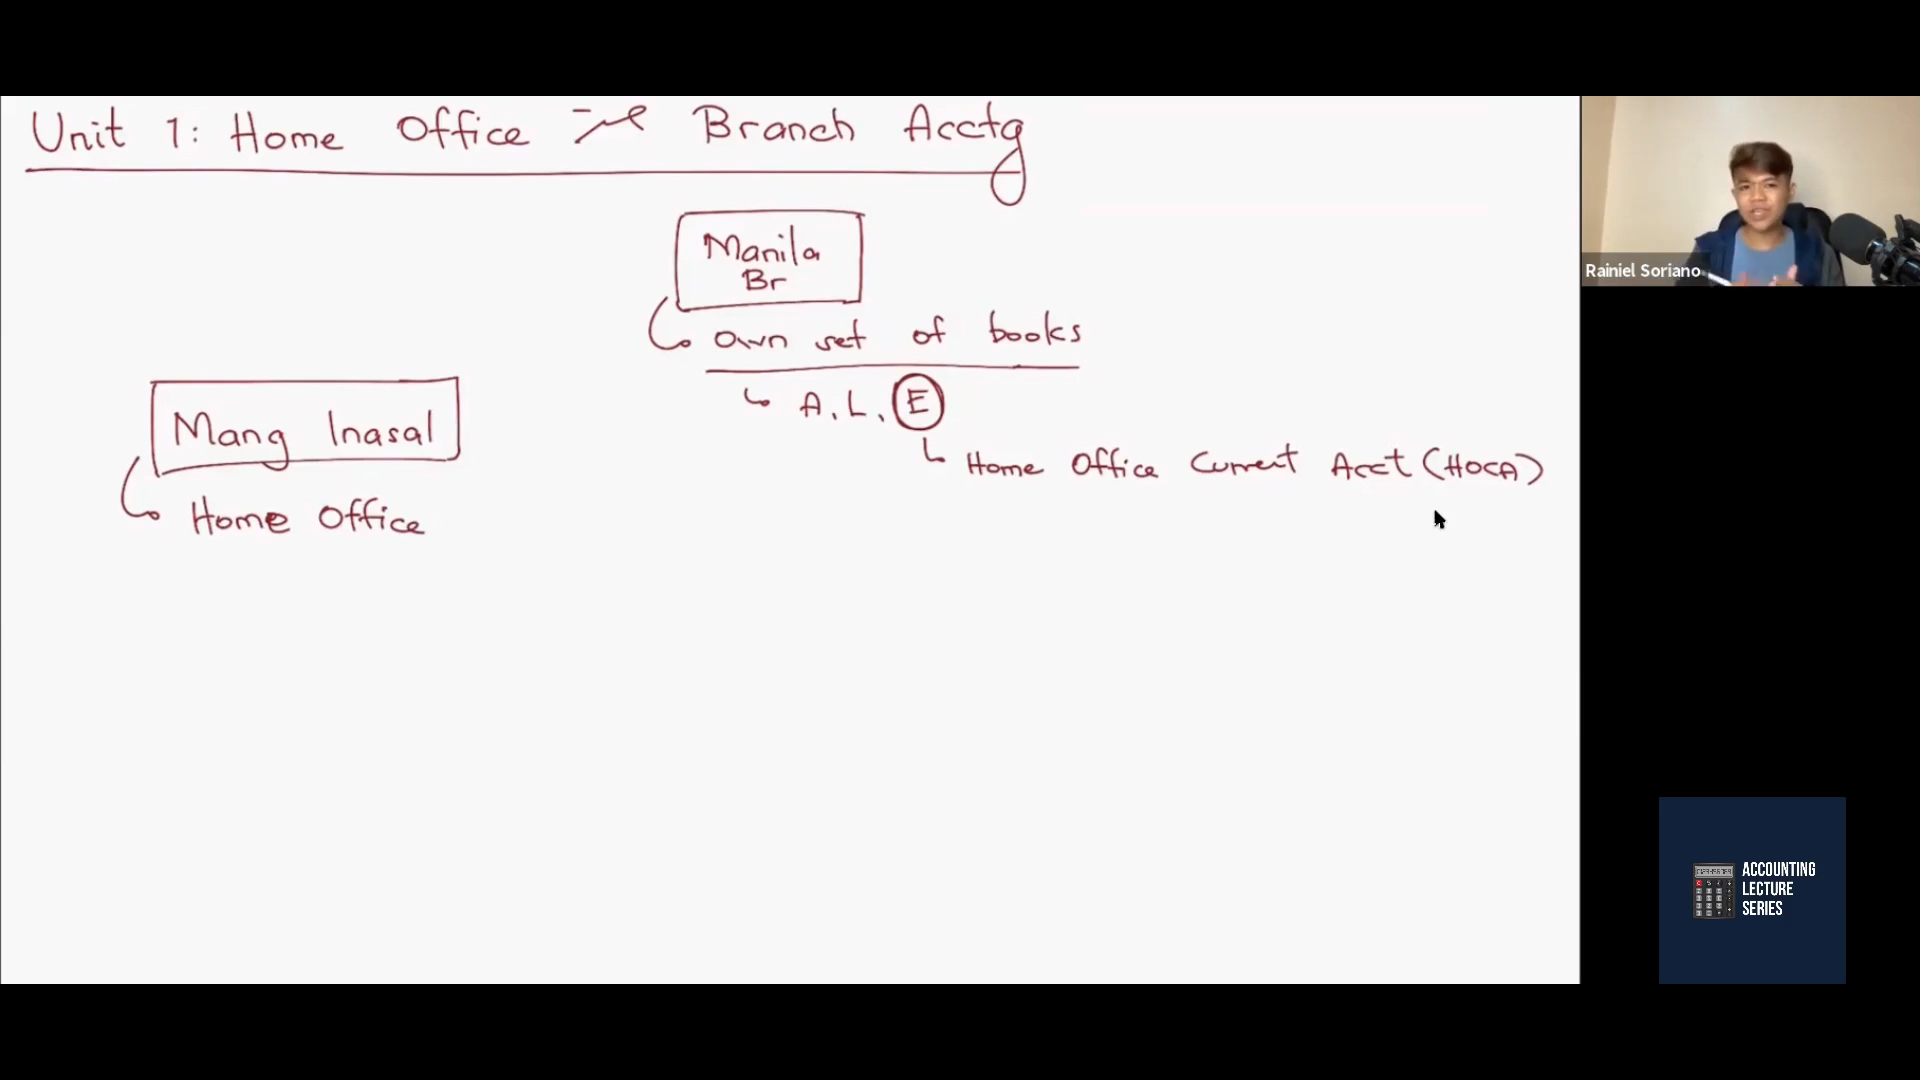 Unit 1: Home Office Branch Acctg
Manila
Br
own set of books
A, L, E
Home Office Current Acct (HOCA)
Mang Inasal
Home Office
Rainiel Soriano
ACCOUNTING
LECTURE
SERIES